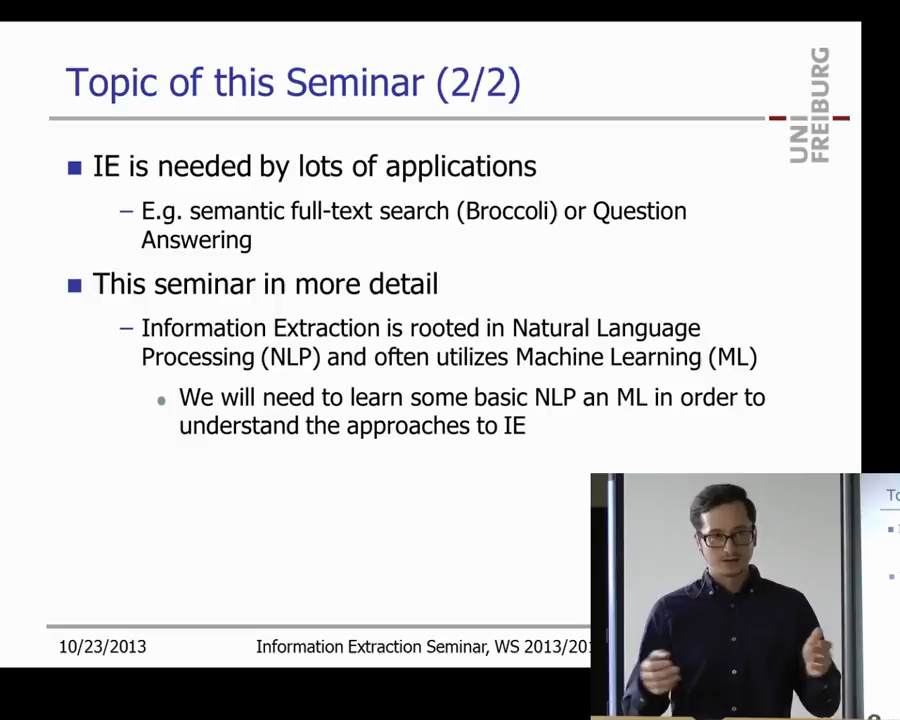 Topic of this Seminar (2/2)
UNI
FREIBURG
IE is needed by lots of applications
– E.g. semantic full-text search (Broccoli) or Question
Answering
This seminar in more detail
– Information Extraction is rooted in Natural Language
Processing (NLP) and often utilizes Machine Learning (ML)
We will need to learn some basic NLP an ML in order to
understand the approaches to IE
10/23/2013
Information Extraction Seminar, WS 2013/201